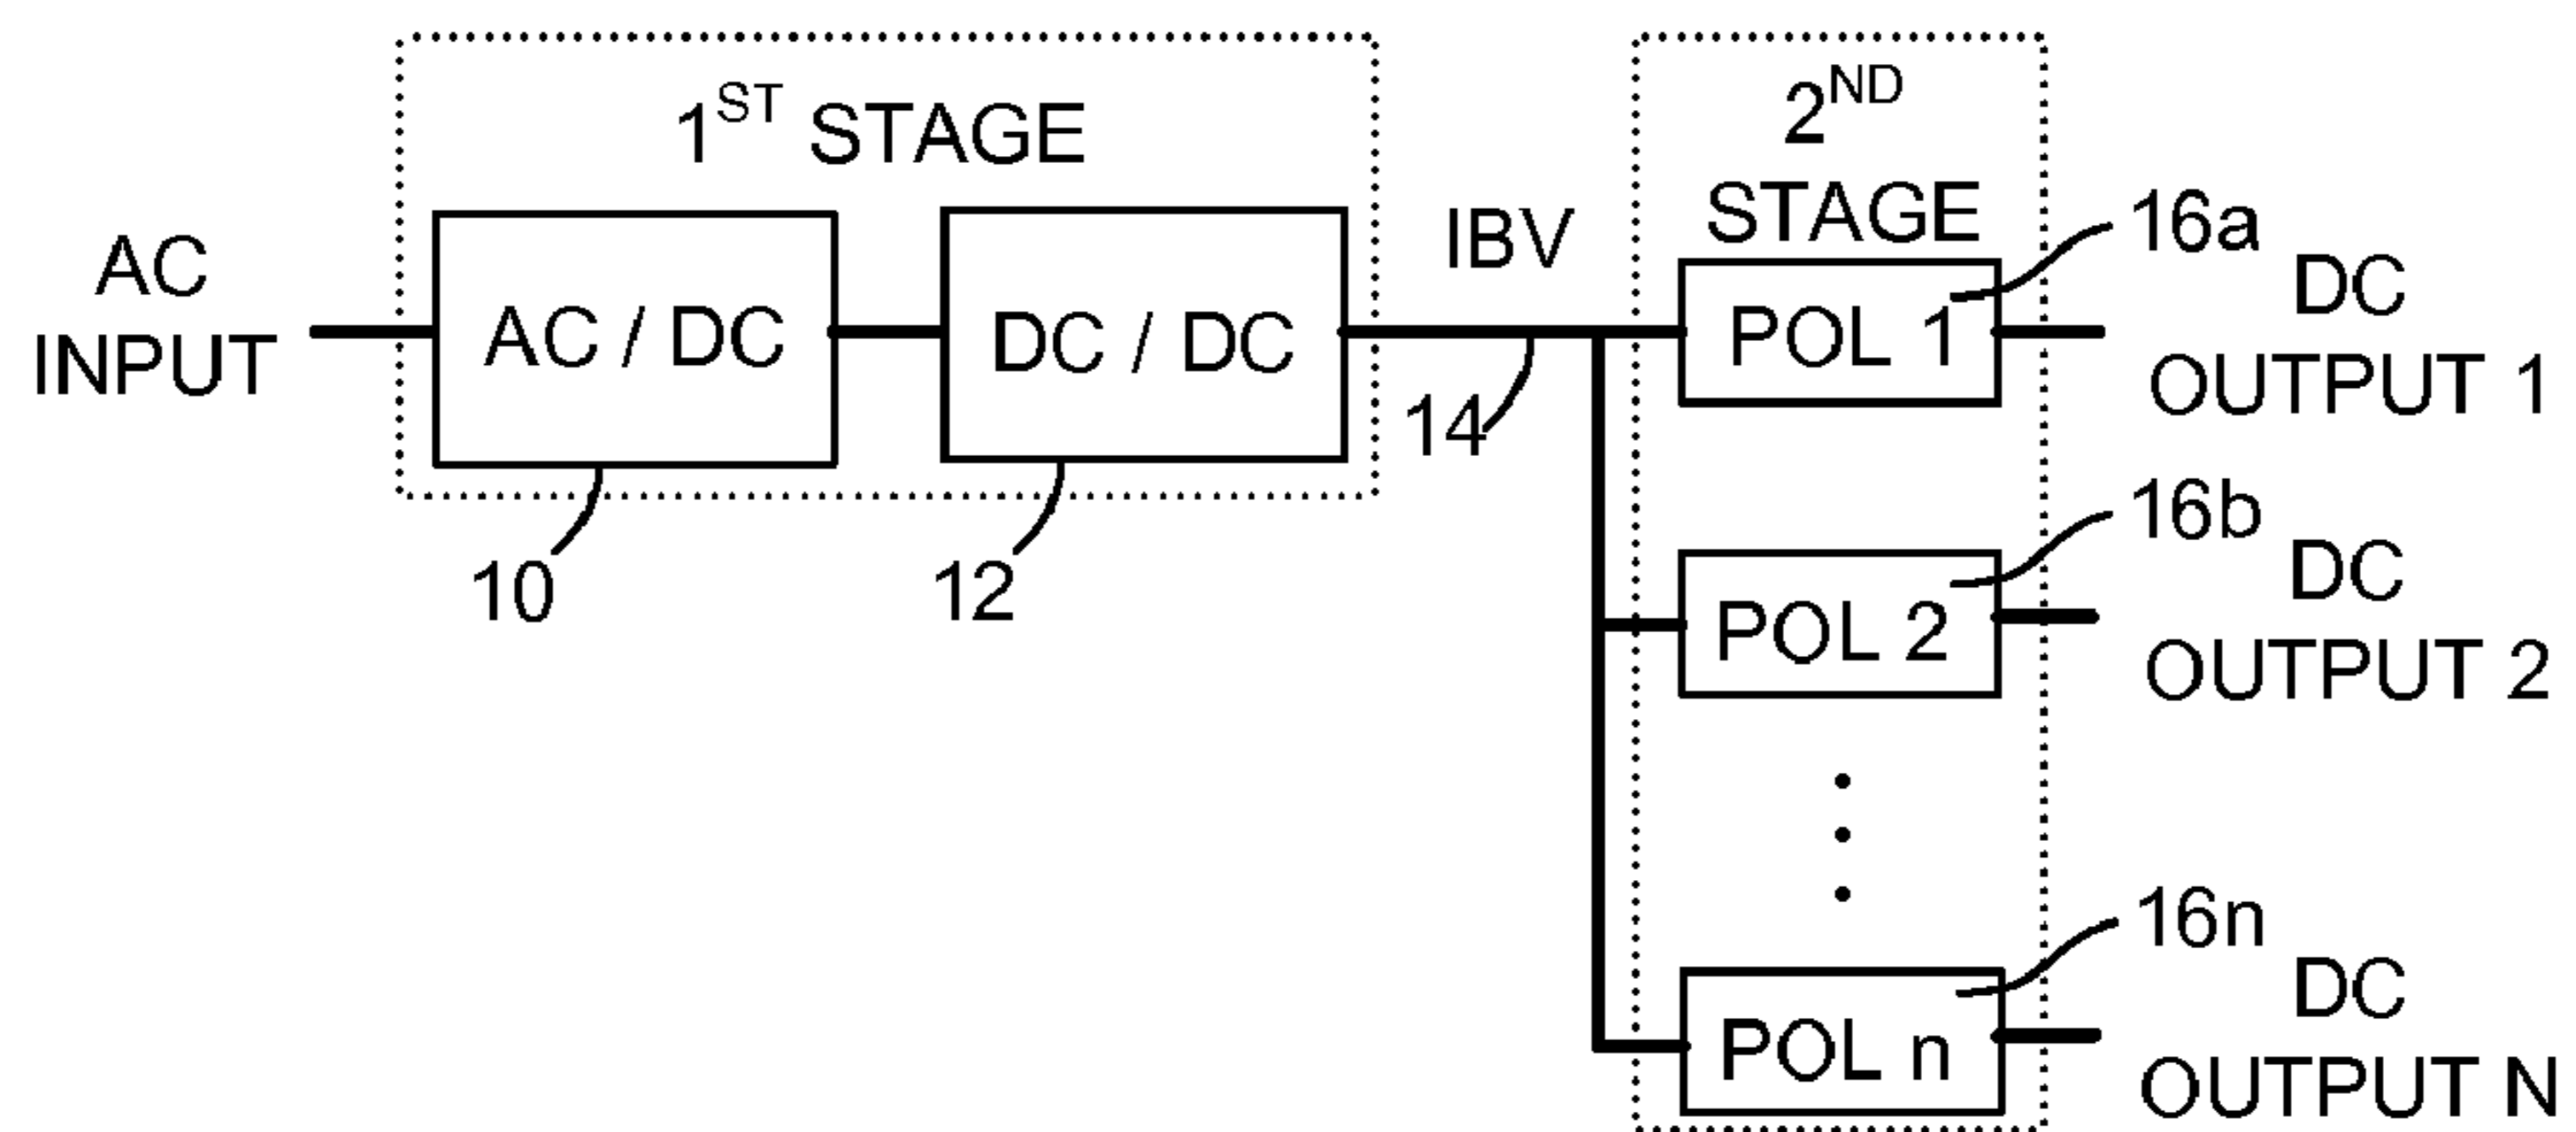 AC
INPUT
1ST STAGE
AC / DC
DC / DC
10
12
IBV
14
2ND
STAGE
POL 1
16a
DC
OUTPUT 1
POL 2
16b
DC
OUTPUT 2
POL n
16n
DC
OUTPUT N